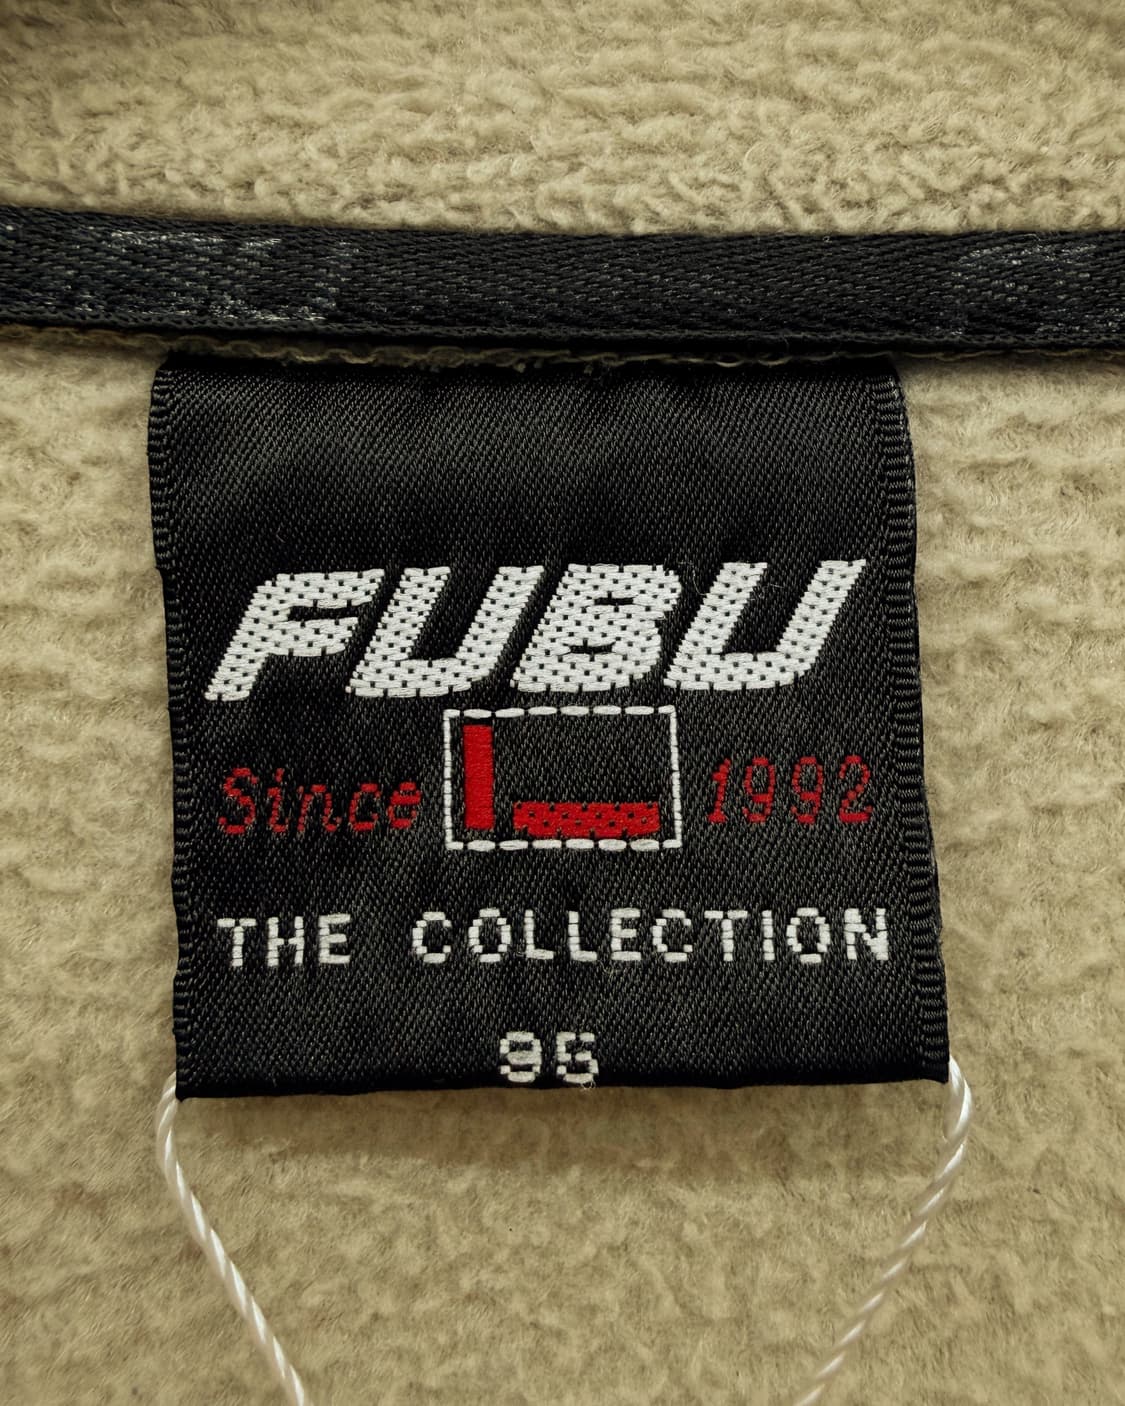 FUBU
Since 1992
THE COLLECTION
95